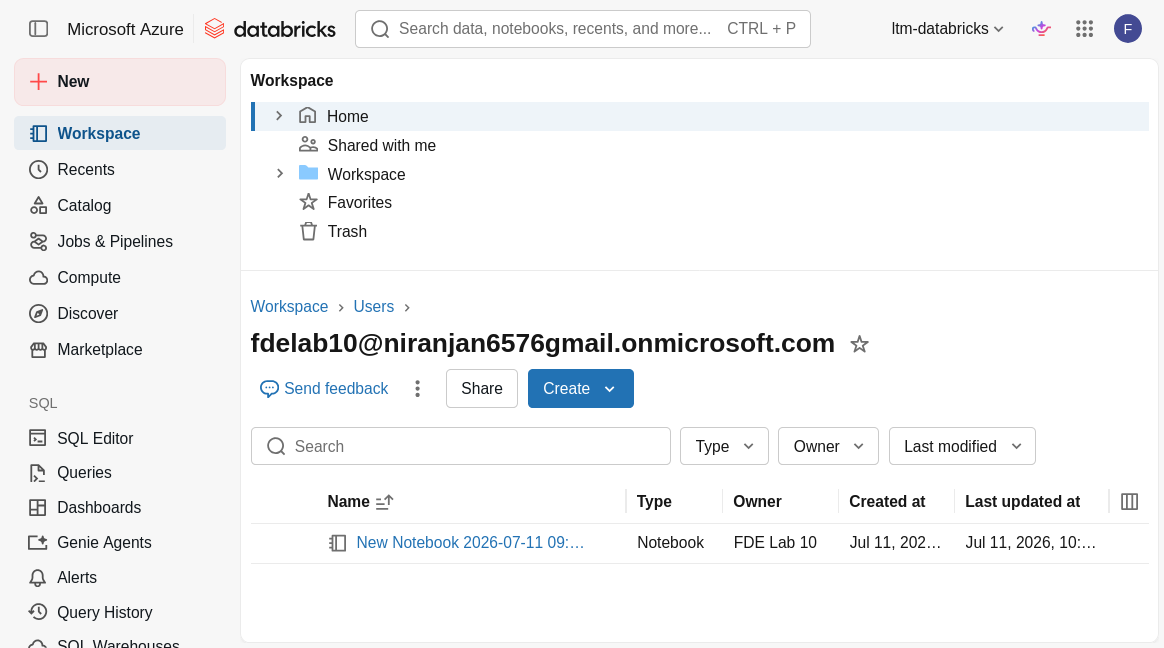 Microsoft Azure databricks Search data, notebooks, recents, and more... CTRL + P ltm-databricks F
New
Workspace
Recents
Catalog
Jobs & Pipelines
Compute
Discover
Marketplace
SQL
SQL Editor
Queries
Dashboards
Genie Agents
Alerts
Query History
SQL Warehouses
Workspace
Home
Shared with me
Workspace
Favorites
Trash
Workspace › Users ›
fdelab10@niranjan6576gmail.onmicrosoft.com
Send feedback Share Create
Search Type Owner Last modified
Name Type Owner Created at Last updated at
New Notebook 2026-07-11 09:… Notebook FDE Lab 10 Jul 11, 202… Jul 11, 2026, 10:…